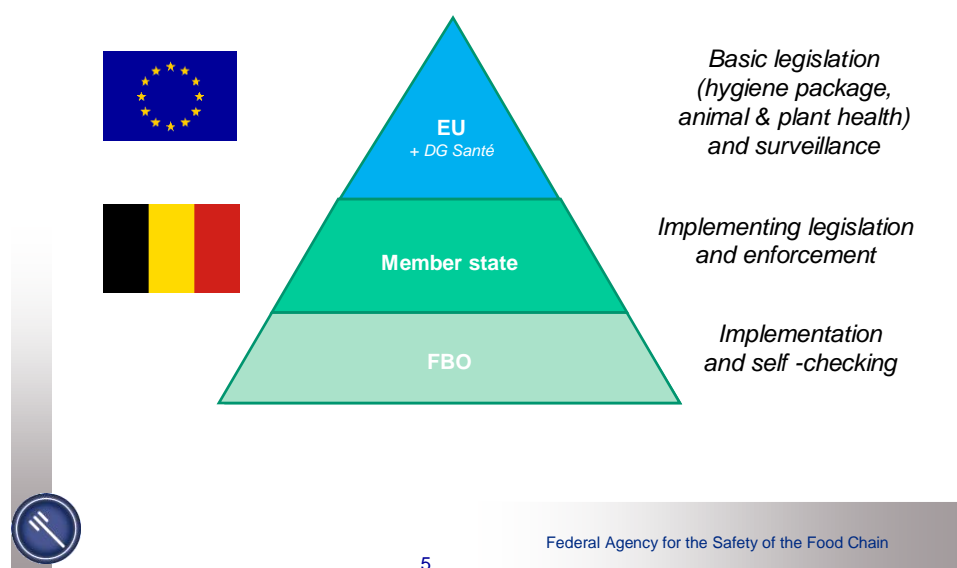 Basic legislation
(hygiene package,
animal & plant health)
and surveillance
EU
+ DG Santé
Implementing legislation
and enforcement
Member state
Implementation
and self -checking
FBO
Federal Agency for the Safety of the Food Chain
5